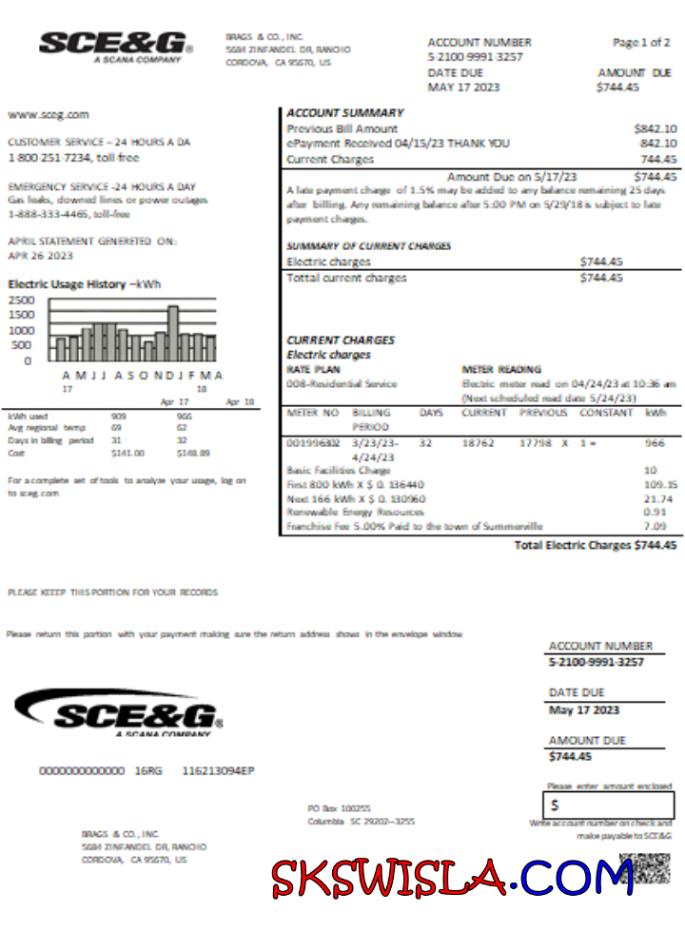 SCE&G®
A SCANA COMPANY
BRAGS & CO., INC.
5684 ZINFANDEL DR, RANCHO
CORDOVA, CA 95670, US
ACCOUNT NUMBER
5-2100-9991-3257
DATE DUE
MAY 17 2023
Page 1 of 2
AMOUNT DUE
$744.45
www.sceg.com
CUSTOMER SERVICE – 24 HOURS A DA
1 800 251 7234, toll-free
EMERGENCY SERVICE -24 HOURS A DAY
Gas leaks, downed lines or power outages
1-888-333-4465, toll-free
APRIL STATEMENT GENERETED ON:
APR 26 2023
Electric Usage History –kWh
2500
1500
1000
500
0
A M J J A S O N D J F M A
17 18
Apr 17 Apr 18
kWh used 909 966
Avg regional temp 69 62
Days in billing period 31 32
Cost $141.00 $148.89
For a complete set of tools to analyze your usage, log on
to sceg.com
ACCOUNT SUMMARY
Previous Bill Amount $842.10
ePayment Received 04/15/23 THANK YOU 842.10
Current Charges 744.45
Amount Due on 5/17/23 $744.45
A late payment charge of 1.5% may be added to any balance remaining 25 days
after billing. Any remaining balance after 5:00 PM on 5/29/18 is subject to late
payment charges.
SUMMARY OF CURRENT CHARGES
Electric charges $744.45
Tottal current charges $744.45
CURRENT CHARGES
Electric charges
RATE PLAN METER READING
008-Residential Service Electric meter read on 04/24/23 at 10:36 am
(Next scheduled read date 5/24/23)
METER NO BILLING PERIOD DAYS CURRENT PREVIOUS CONSTANT kWh
001996302 3/23/23-4/24/23 32 18762 17798 X 1 = 966
Basic Facilities Charge 10
First 800 kWh X $ 0. 136440 109.15
Next 166 kWh X $ 0. 130960 21.74
Renewable Energy Resources 0.91
Franchise Fee 5.00% Paid to the town of Summerville 7.09
Total Electric Charges $744.45
PLEASE KEEEP THIS PORTION FOR YOUR RECORDS
Please return this portion with your payment making sure the return address shows in the envelope window
ACCOUNT NUMBER
5-2100-9991-3257
DATE DUE
May 17 2023
AMOUNT DUE
$744.45
Please enter amount enclosed
$
Write account number on check and
make payable to SCE&G
SCE&G®
A SCANA COMPANY
0000000000000 16RG 116213094EP
PO Box 100255
Columbia SC 29202--3255
BRAGS & CO., INC.
5684 ZINFANDEL DR, RANCHO
CORDOVA, CA 95670, US
SKSWISLA.COM